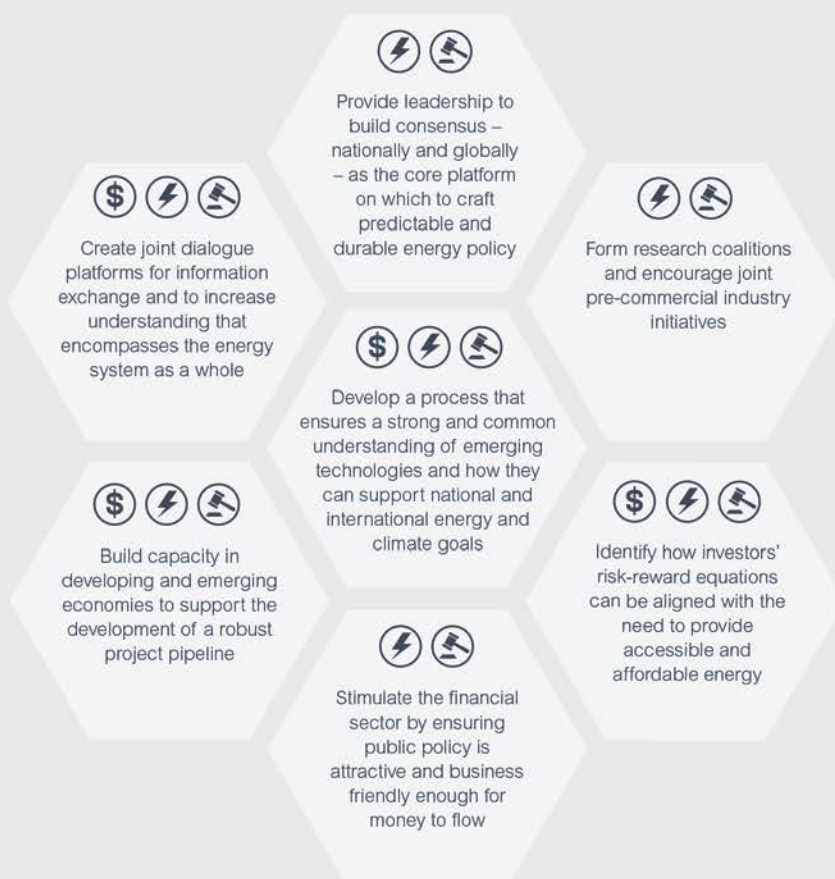 Provide leadership to
build consensus –
nationally and globally
– as the core platform
on which to craft
predictable and
durable energy policy
$
Create joint dialogue
platforms for information
exchange and to increase
understanding that
encompasses the energy
system as a whole
Form research coalitions
and encourage joint
pre-commercial industry
initiatives
$
Develop a process that
ensures a strong and common
understanding of emerging
technologies and how they
can support national and
international energy and
climate goals
$
Build capacity in
developing and emerging
economies to support the
development of a robust
project pipeline
$
Identify how investors'
risk-reward equations
can be aligned with the
need to provide
accessible and
affordable energy
Stimulate the financial
sector by ensuring
public policy is
attractive and business
friendly enough for
money to flow